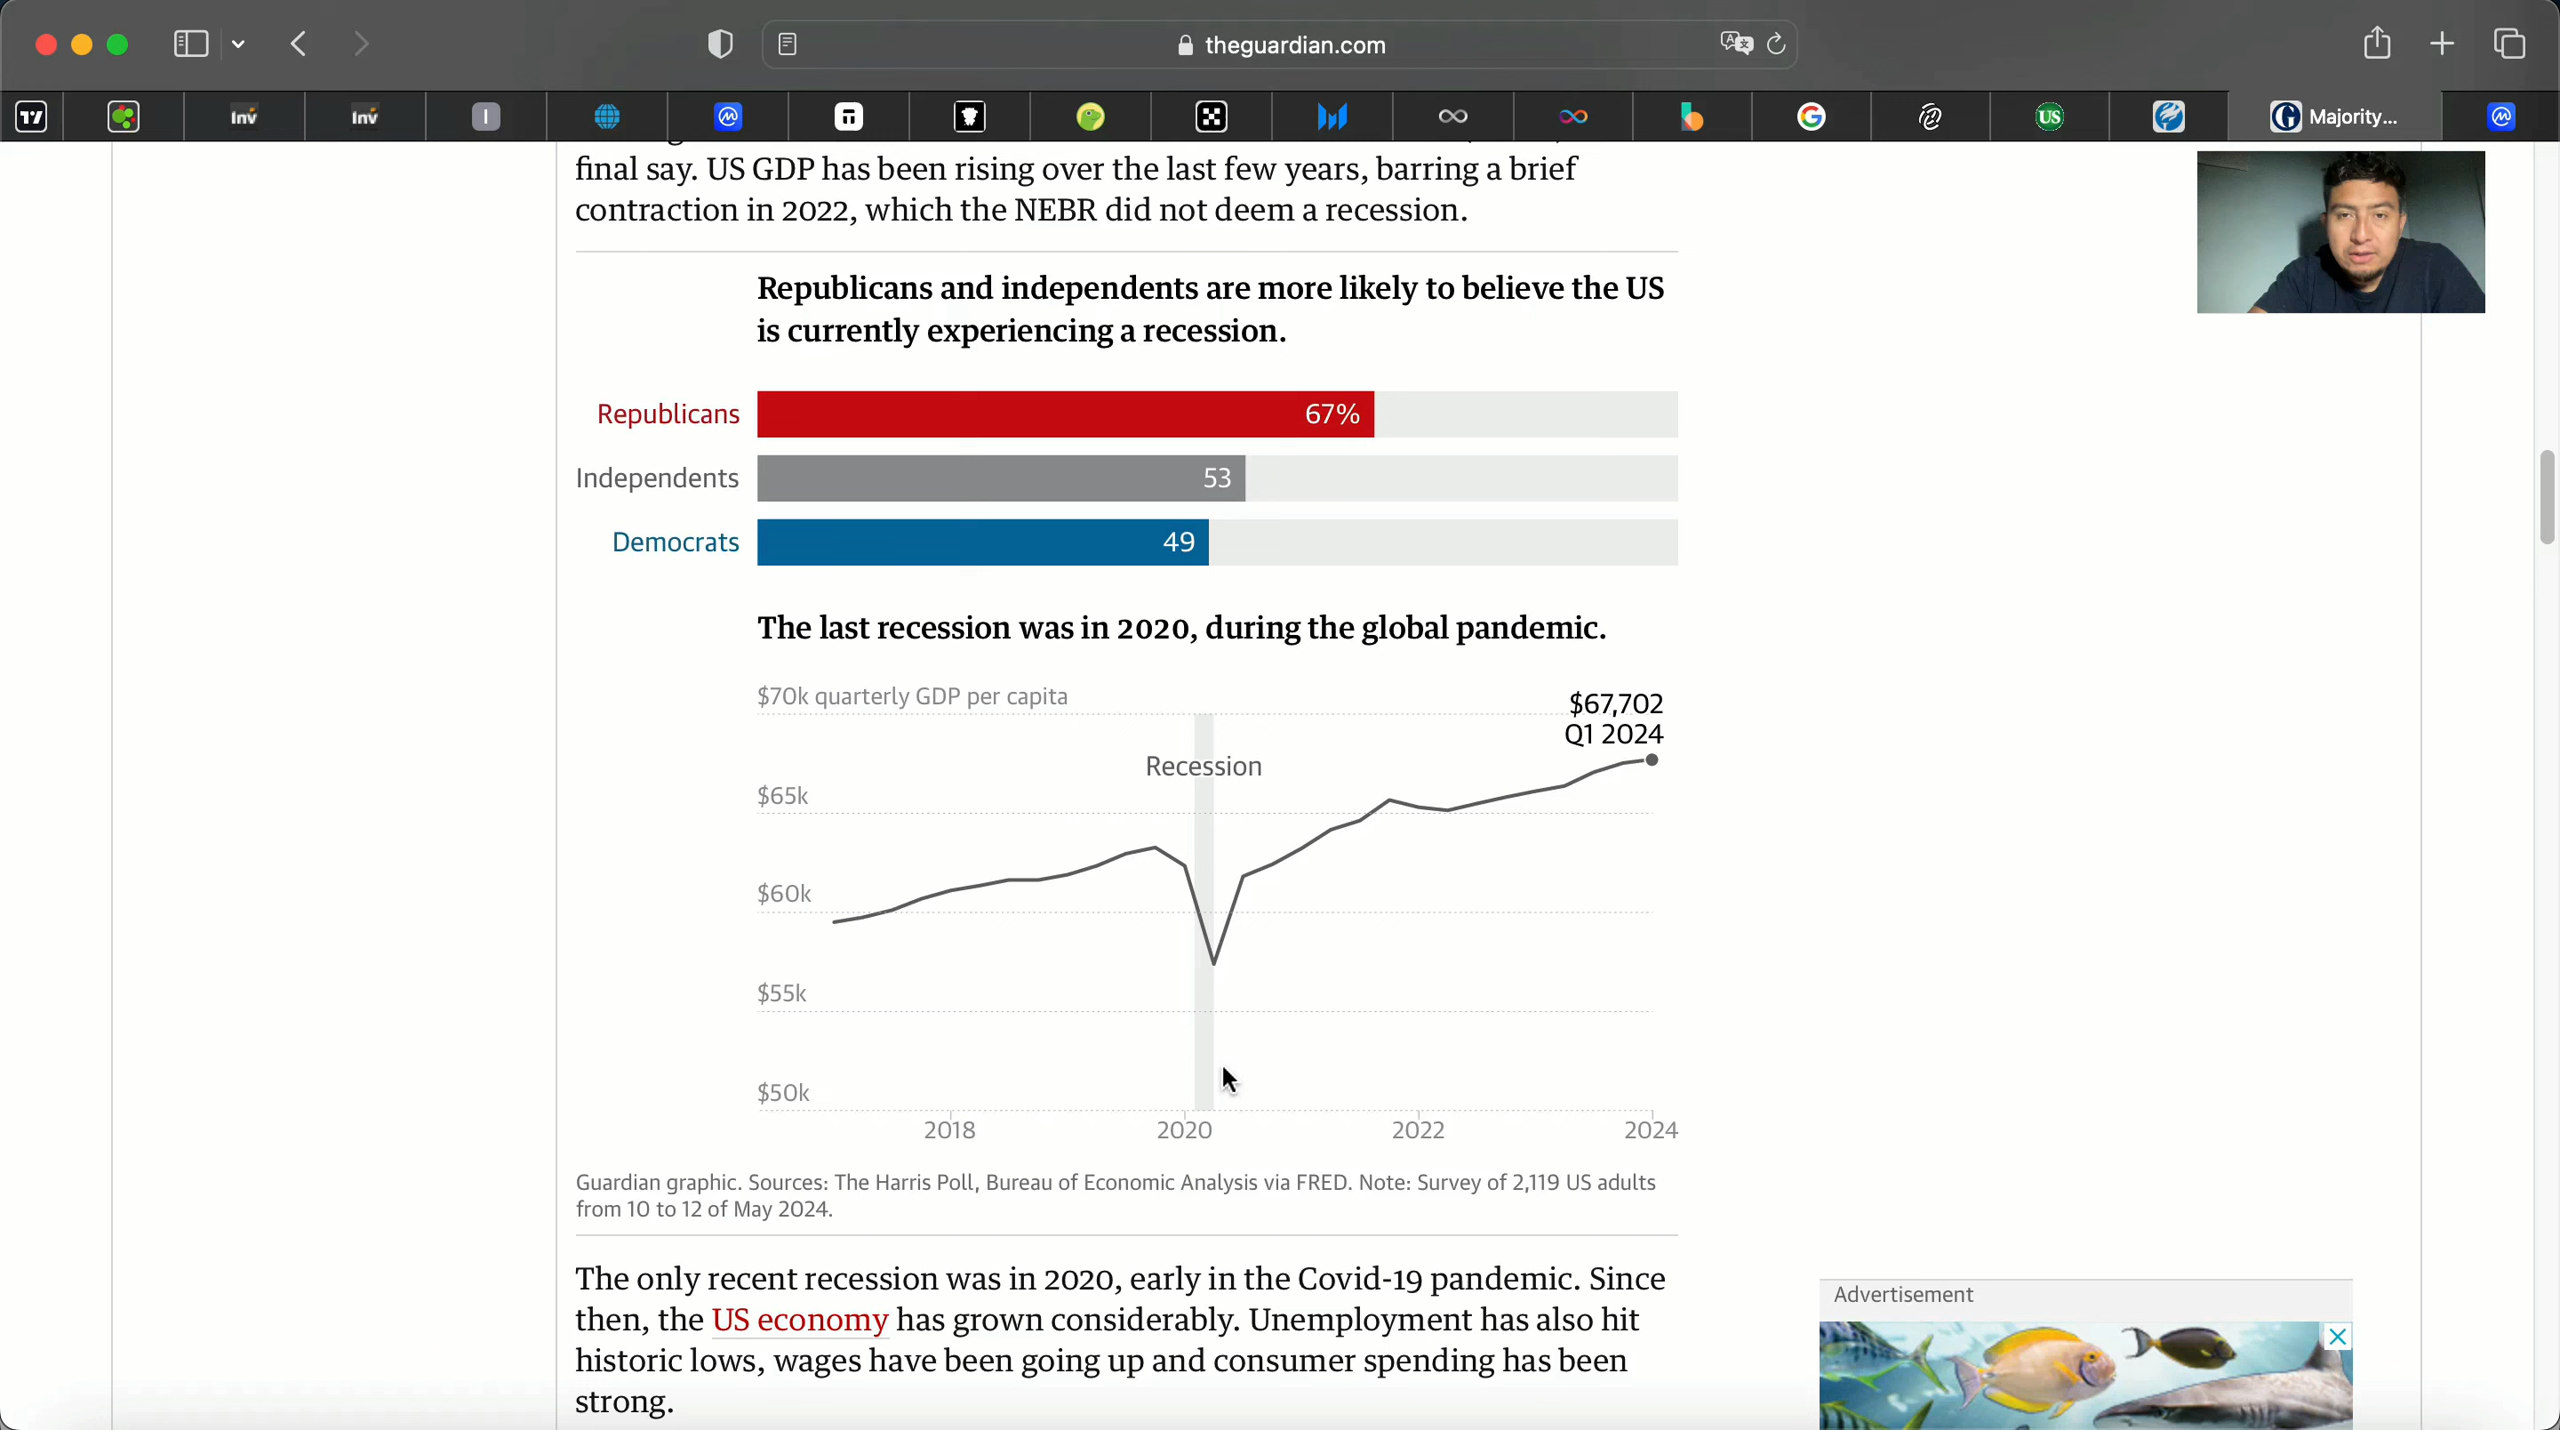 theguardian.com
inv
inv
I
US
Majority...
final say. US GDP has been rising over the last few years, barring a brief
contraction in 2022, which the NEBR did not deem a recession.
Republicans and independents are more likely to believe the US
is currently experiencing a recession.
Republicans 67%
Independents 53
Democrats 49
The last recession was in 2020, during the global pandemic.
$70k quarterly GDP per capita
$67,702
Q1 2024
Recession
$65k
$60k
$55k
$50k
2018 2020 2022 2024
Guardian graphic. Sources: The Harris Poll, Bureau of Economic Analysis via FRED. Note: Survey of 2,119 US adults
from 10 to 12 of May 2024.
The only recent recession was in 2020, early in the Covid-19 pandemic. Since
then, the US economy has grown considerably. Unemployment has also hit
historic lows, wages have been going up and consumer spending has been
strong.
Advertisement